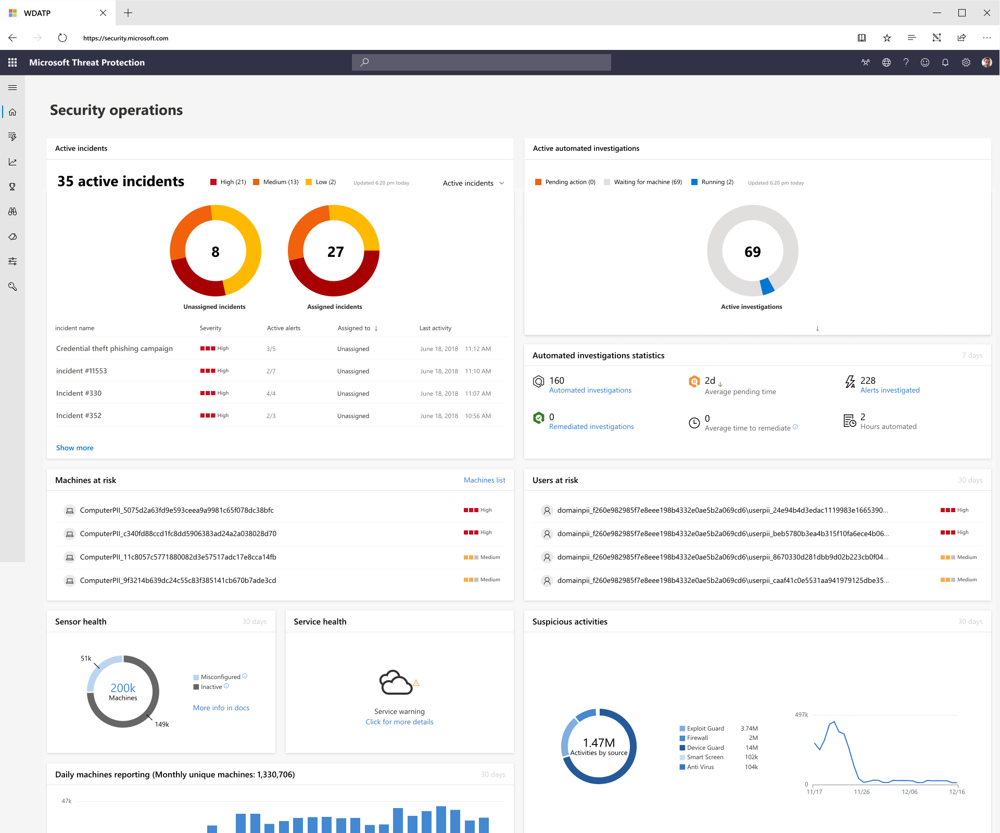 WDATP
https://security.microsoft.com
Microsoft Threat Protection
Security operations
Active incidents
35 active incidents
High (21) Medium (13) Low (2) Updated 6:20 pm today Active incidents
8
27
Unassigned incidents Assigned incidents
incident name Severity Active alerts Assigned to ↓ Last activity
Credential theft phishing campaign High 3/5 Unassigned June 18, 2018 11:12 AM
incident #11553 High 2/7 Unassigned June 18, 2018 11:10 AM
Incident #330 High 4/4 Unassigned June 18, 2018 11:07 AM
Incident #352 High 2/3 Unassigned June 18, 2018 10:56 AM
Show more
Active automated investigations
Pending action (0) Waiting for machine (69) Running (2) Updated 6:20 pm today
69
Active investigations
↓
Automated investigations statistics 7 days
160
Automated investigations
2d ↓
Average pending time
228
Alerts investigated
0
Remediated investigations
0
Average time to remediate
2
Hours automated
Machines at risk Machines list
ComputerPII_5075d2a63fd9e593ceea9a9981c65f078dc38bfc High
ComputerPII_c340fd88ccd1fc8dd5906383ad24a2a038028d70 High
ComputerPII_11c8057c5771880082d3e57517adc17e8cca14fb Medium
ComputerPII_9f3214b639dc24c55c83f385141cb670b7ade3cd Medium
Users at risk 30 days
domainpii_f260e982985f7e8eee198b4332e0ae5b2a069cd6\userpii_24e94b4d3edac1119983e1665390... High
domainpii_f260e982985f7e8eee198b4332e0ae5b2a069cd6\userpii_beb5780b3ea4b315f10fa6ece4b06... High
domainpii_f260e982985f7e8eee198b4332e0ae5b2a069cd6\userpii_8670330d281dbb9d02b223cb0f04... Medium
domainpii_f260e982985f7e8eee198b4332e0ae5b2a069cd6\userpii_caaf41c0e5531aa941979125dbe35... Medium
Sensor health 30 days
51k
200k
Machines
149k
Misconfigured
Inactive
More info in docs
Service health
Service warning
Click for more details
Suspicious activities 30 days
1.47M
Activities by source
Exploit Guard 3.74M
Firewall 2M
Device Guard 14M
Smart Screen 102k
Anti Virus 104k
497k
0
11/17 11/26 12/06 12/16
Daily machines reporting (Monthly unique machines: 1,330,706) 30 days
47k